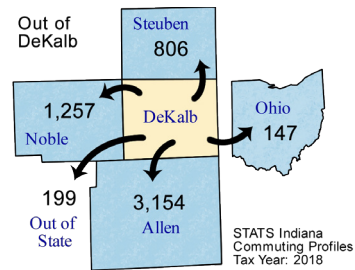 Out of
DeKalb
Steuben
806
1,257
Noble
DeKalb
Ohio
147
199
Out of
State
3,154
Allen
STATS Indiana
Commuting Profiles
Tax Year: 2018